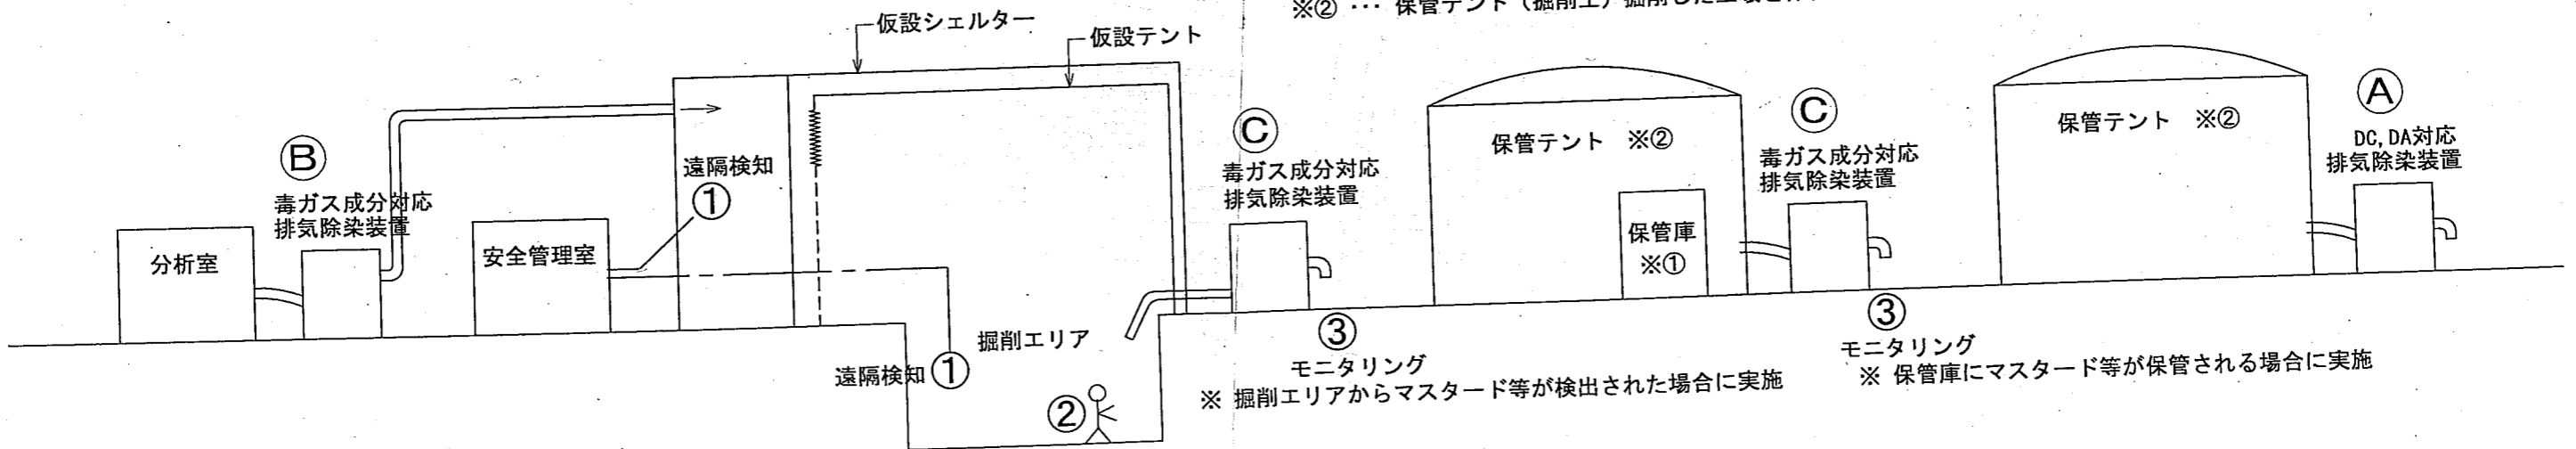 ※② ・・・ 保管テント（掘削土）掘削した土壌を
仮設シェルター
仮設テント
Ⓑ
毒ガス成分対応
排気除染装置
分析室
安全管理室
遠隔検知
①
遠隔検知 ①
掘削エリア
②
Ⓒ
毒ガス成分対応
排気除染装置
③
モニタリング
※ 掘削エリアからマスタード等が検出された場合に実施
保管テント ※②
保管庫
※①
Ⓒ
毒ガス成分対応
排気除染装置
③
モニタリング
※ 保管庫にマスタード等が保管される場合に実施
保管テント ※②
Ⓐ
DC, DA対応
排気除染装置